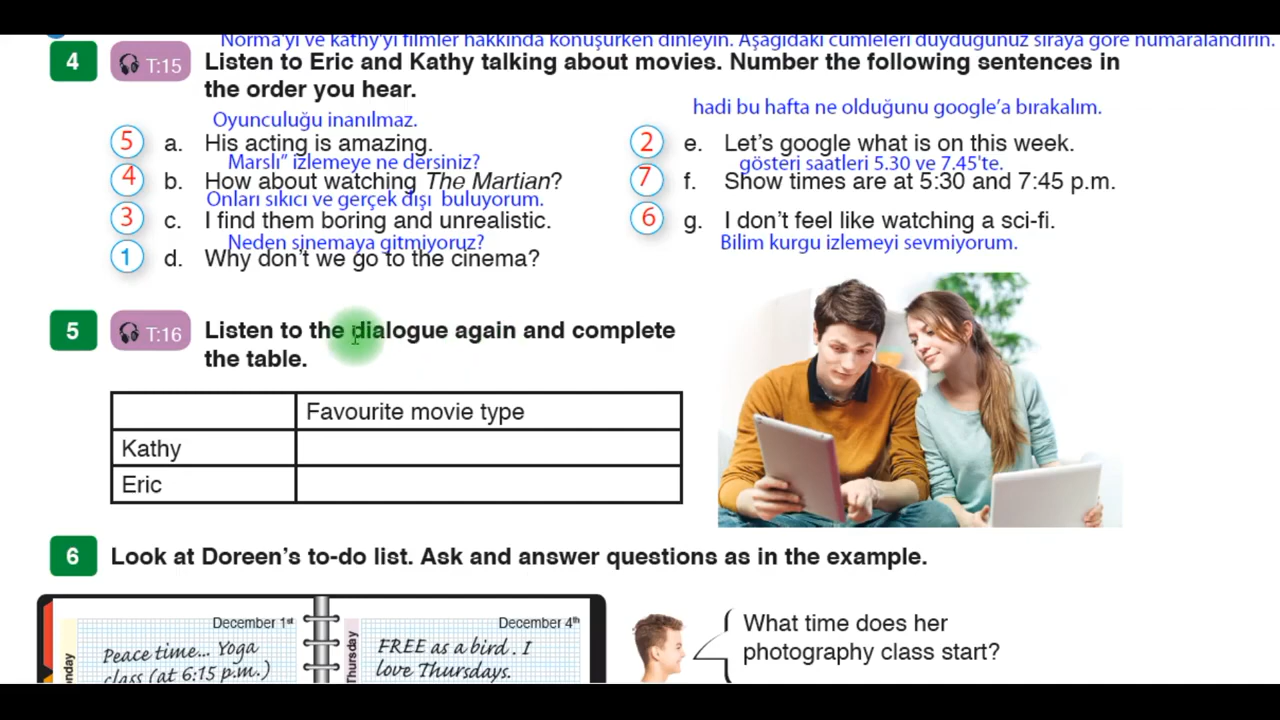 Norma'yı ve kathy'yi filmler hakkında konuşurken dinleyin. Aşağıdaki cümleleri duyduğunuz sıraya göre numaralandırın.
4 T:15 Listen to Eric and Kathy talking about movies. Number the following sentences in
the order you hear.
Oyunculuğu inanılmaz.
5 a. His acting is amazing.
Marslı" izlemeye ne dersiniz?
4 b. How about watching The Martian?
Onları sıkıcı ve gerçek dışı buluyorum.
3 c. I find them boring and unrealistic.
Neden sinemaya gitmiyoruz?
1 d. Why don't we go to the cinema?
hadi bu hafta ne olduğunu google'a bırakalım.
2 e. Let's google what is on this week.
gösteri saatleri 5.30 ve 7.45'te.
7 f. Show times are at 5:30 and 7:45 p.m.
6 g. I don't feel like watching a sci-fi.
Bilim kurgu izlemeyi sevmiyorum.
5 T:16 Listen to the dialogue again and complete
the table.
Favourite movie type
Kathy
Eric
6 Look at Doreen's to-do list. Ask and answer questions as in the example.
December 1st
Peace time... Yoga
class (at 6:15 p.m.)
December 4th
Thursday
FREE as a bird. I
love Thursdays.
What time does her
photography class start?